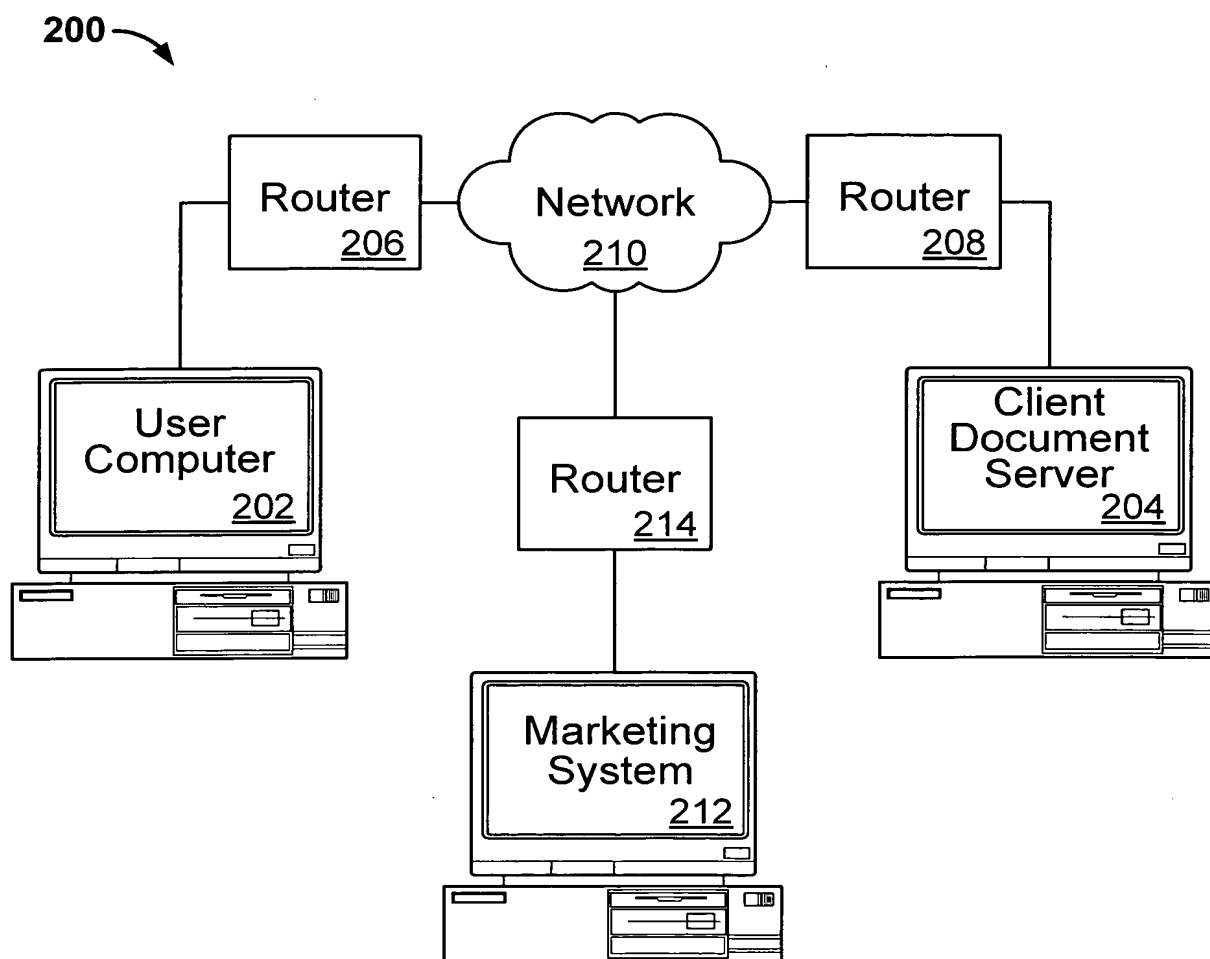 200
Router
206
Network
210
Router
208
User
Computer
202
Client
Document
Server
204
Router
214
Marketing
System
212